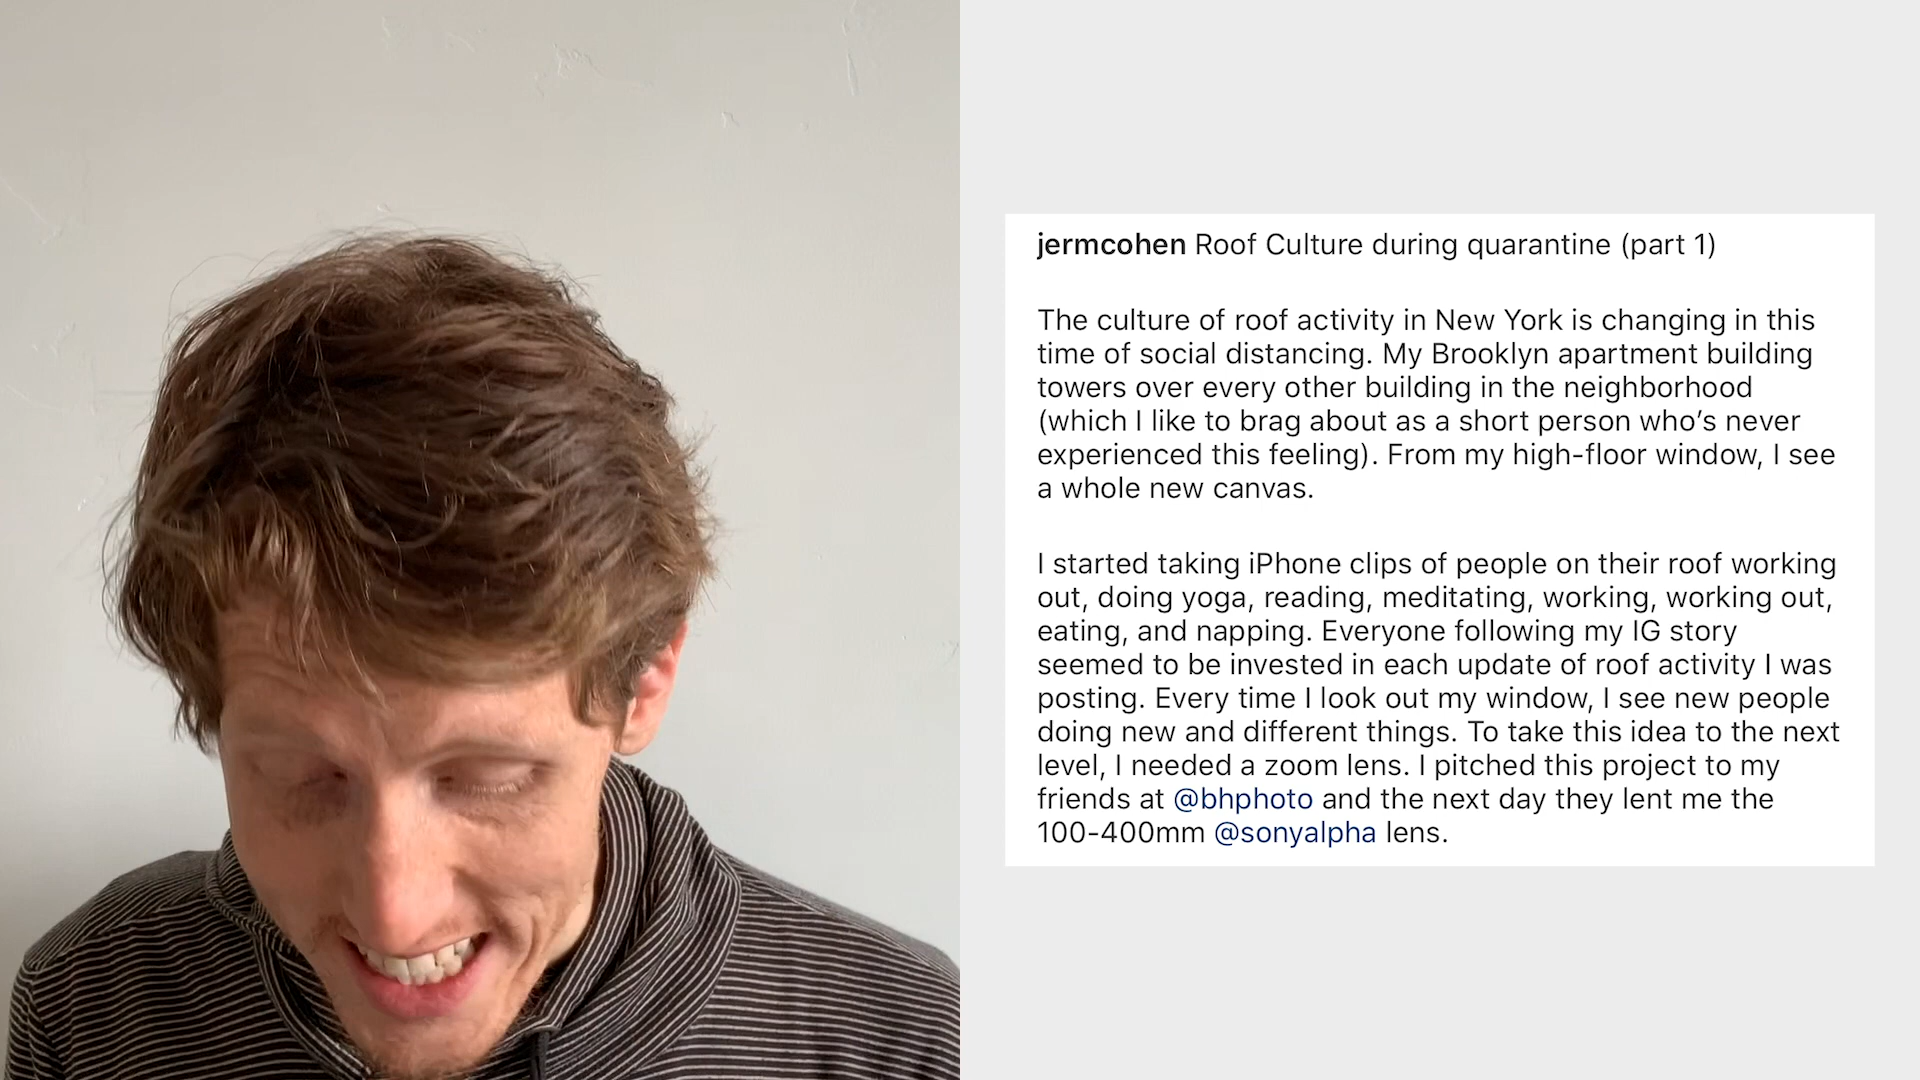 jermcohen Roof Culture during quarantine (part 1)
The culture of roof activity in New York is changing in this
time of social distancing. My Brooklyn apartment building
towers over every other building in the neighborhood
(which I like to brag about as a short person who's never
experienced this feeling). From my high-floor window, I see
a whole new canvas.
I started taking iPhone clips of people on their roof working
out, doing yoga, reading, meditating, working, working out,
eating, and napping. Everyone following my IG story
seemed to be invested in each update of roof activity I was
posting. Every time I look out my window, I see new people
doing new and different things. To take this idea to the next
level, I needed a zoom lens. I pitched this project to my
friends at @bhphoto and the next day they lent me the
100-400mm @sonyalpha lens.